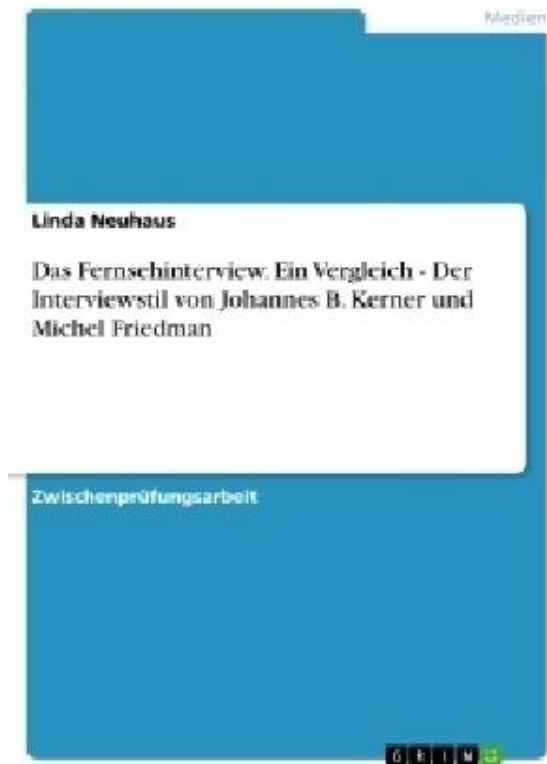 Medien
Linda Neuhaus
Das Fernsehinterview. Ein Vergleich - Der
Interviewstil von Johannes B. Kerner und
Michel Friedman
Zwischenprüfungsarbeit
GRIN